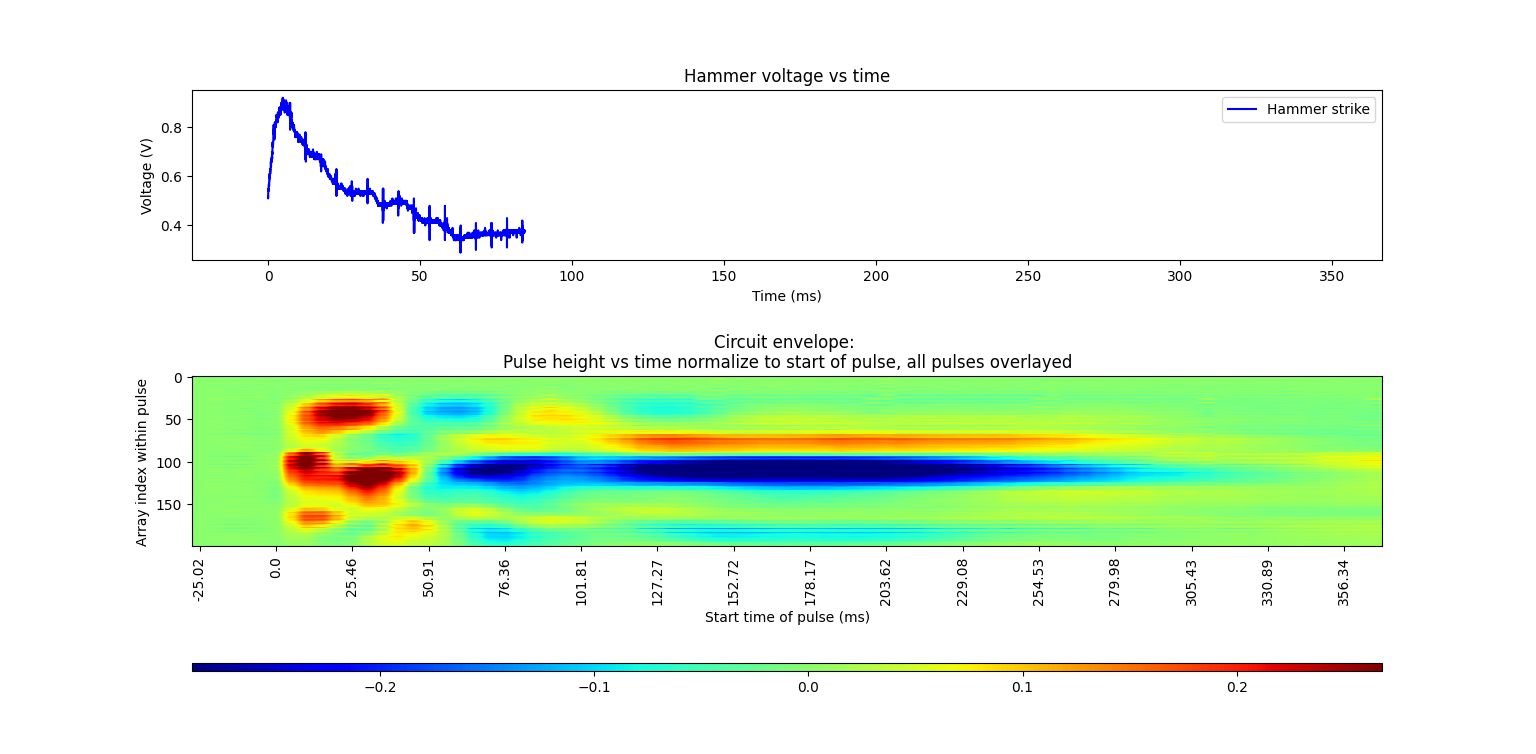 Hammer voltage vs time
Hammer strike
Voltage (V)
0.8
0.6
0.4
0 50 100 150 200 250 300 350
Time (ms)
Circuit envelope:
Pulse height vs time normalize to start of pulse, all pulses overlayed
Array index within pulse
0
50
100
150
-25.02 0.0 25.46 50.91 76.36 101.81 127.27 152.72 178.17 203.62 229.08 254.53 279.98 305.43 330.89 356.34
Start time of pulse (ms)
−0.2 −0.1 0.0 0.1 0.2